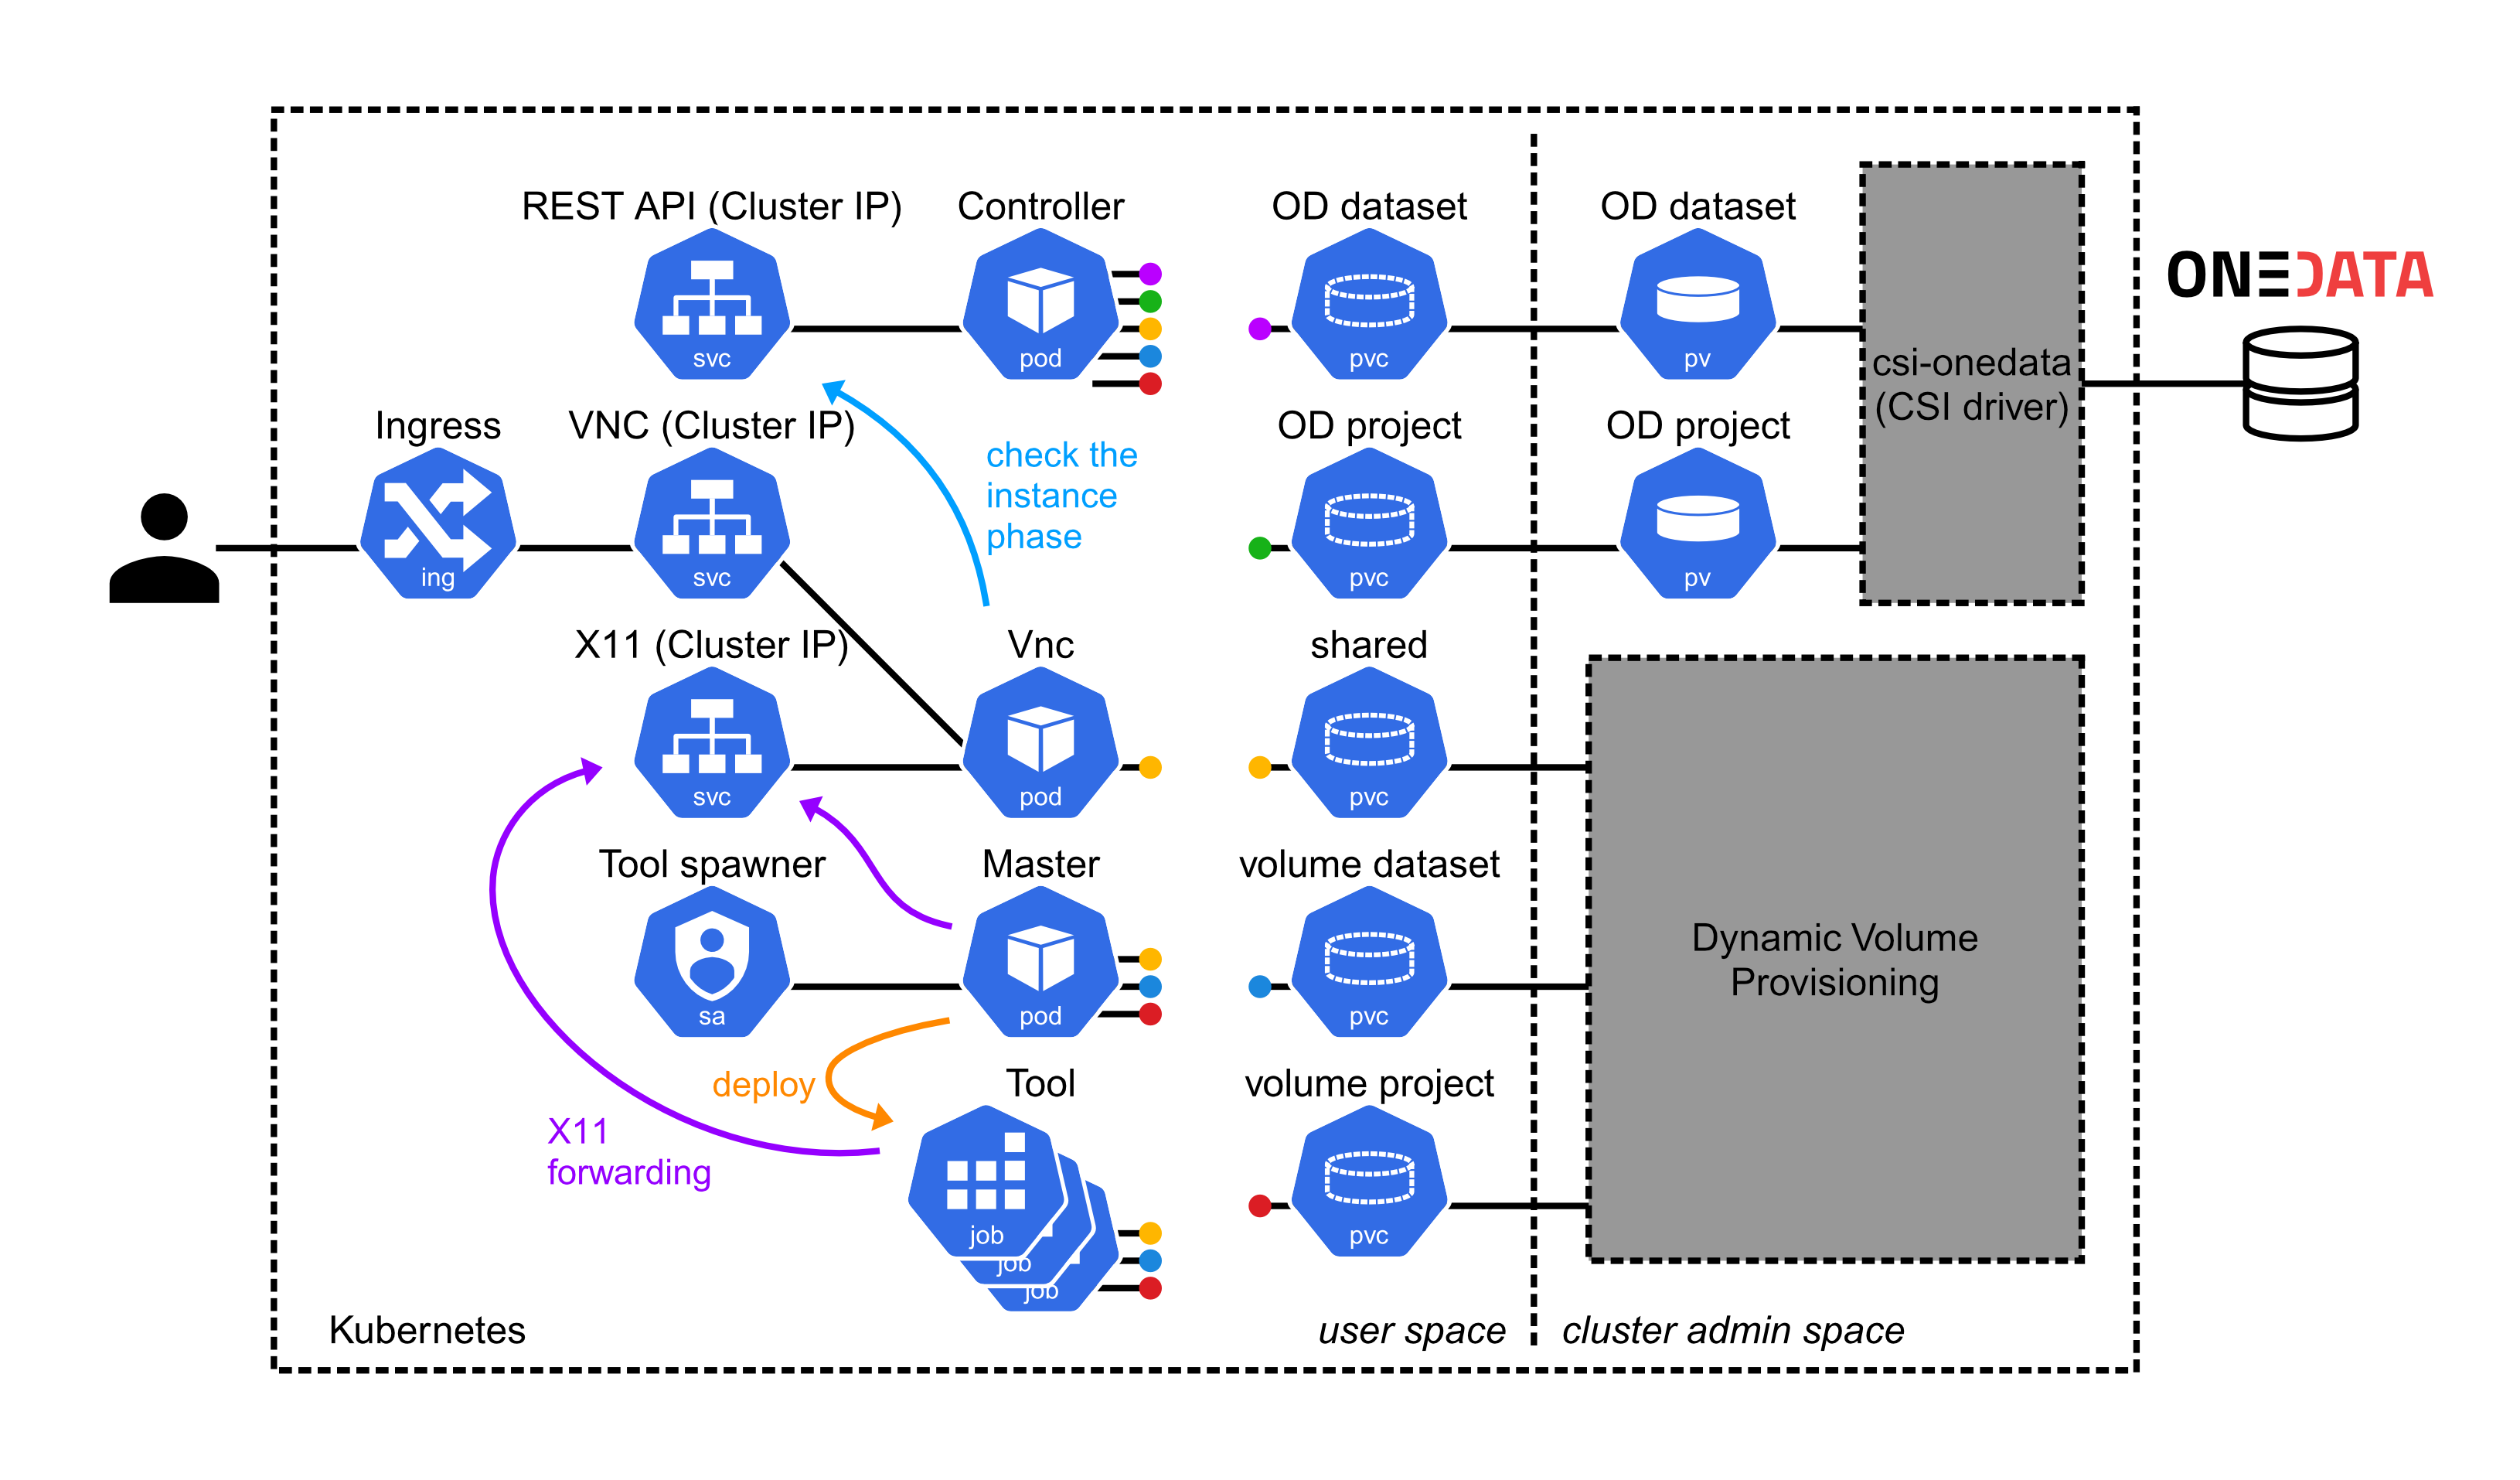 REST API (Cluster IP)
Controller
OD dataset
OD dataset
svc
pod
pvc
pv
csi-onedata
(CSI driver)
ONEDATA
Ingress
VNC (Cluster IP)
check the
instance
phase
OD project
OD project
ing
svc
pvc
pv
X11 (Cluster IP)
Vnc
shared
svc
pod
pvc
Tool spawner
Master
volume dataset
sa
pod
pvc
Dynamic Volume
Provisioning
deploy
Tool
volume project
X11
forwarding
job
job
job
pvc
Kubernetes
user space
cluster admin space